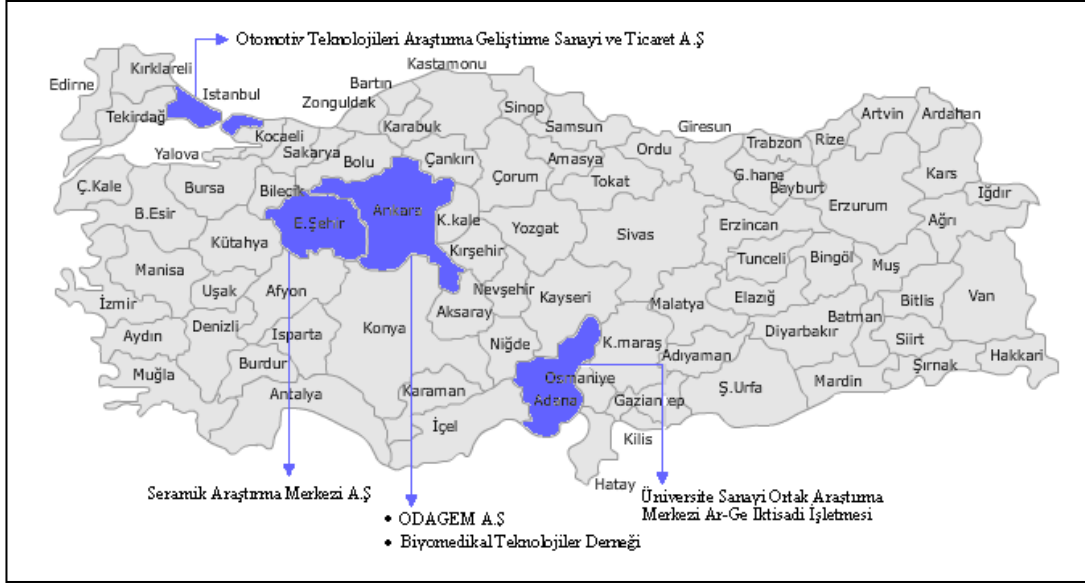 Otomotiv Teknolojileri Araştırma Geliştirme Sanayi ve Ticaret A.Ş
Kastamonu
Kırklareli
Edirne
Bartın
Istanbul
Zonguldak
Sinop
Artvin
Ardahan
Tekirdağ
Karabuk
Samsun
Giresun
Kocaeli
Trabzon
Rize
Yalova
Sakarya
Bolu
Çankırı
Amasya
Ordu
Kars
Ç.Kale
Bursa
Bilecik
Çorum
Tokat
G.hane
Bayburt
Iğdır
B.Esir
Ankara
Erzurum
E.Şehir
K.kale
Yozgat
Sivas
Erzincan
Ağrı
Kütahya
Kırşehir
Tunceli
Bingöl
Muş
Manisa
Uşak
Afyon
Nevşehir
Kayseri
Malatya
Elazığ
Bitlis
Van
İzmir
Aksaray
Batman
Aydın
Denizli
Isparta
Konya
Niğde
K.maraş
Diyarbakır
Siirt
Hakkari
Burdur
Adıyaman
Şırnak
Muğla
Antalya
Karaman
Osmaniye
Ş.Urfa
Mardin
Adana
Gaziantep
İçel
Kilis
Hatay
Seramik Araştırma Merkezi A.Ş
Üniversite Sanayi Ortak Araştırma
Merkezi Ar-Ge Iktisadi İşletmesi
• ODAGEM A.Ş
• Biyomedikal Teknolojiler Derneği